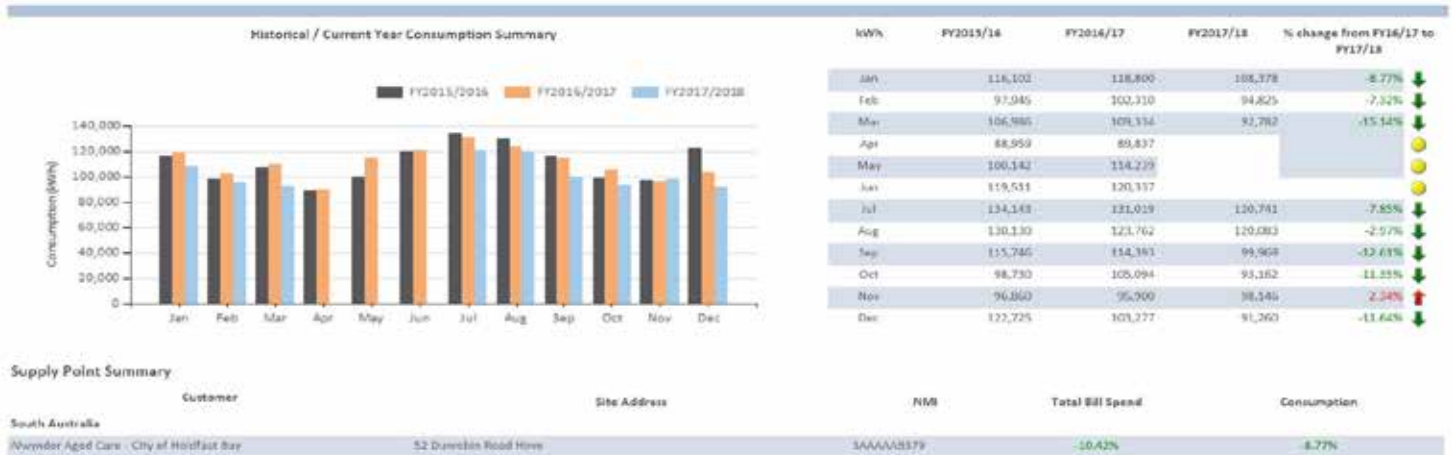 Historical / Current Year Consumption Summary
FY2015/2016 FY2016/2017 FY2017/2018
Consumption (kWh)
140,000
120,000
100,000
80,000
60,000
40,000
20,000
0
Jan Feb Mar Apr May Jun Jul Aug Sep Oct Nov Dec
kWh FY2015/16 FY2016/17 FY2017/18 % change from FY16/17 to FY17/18
Jan 116,102 118,800 108,378 -8.77%
Feb 97,945 102,310 94,825 -7.32%
Mar 106,986 109,334 92,782 -15.14%
Apr 88,959 89,837
May 100,142 114,239
Jun 119,511 120,337
Jul 134,143 131,019 120,741 -7.85%
Aug 130,130 123,762 120,083 -2.97%
Sep 115,746 114,393 99,969 -12.61%
Oct 98,730 105,094 93,162 -11.35%
Nov 96,860 95,900 98,146 2.34%
Dec 122,725 103,277 91,260 -11.64%
Supply Point Summary
Customer Site Address NMI Total Bill Spend Consumption
South Australia
Aged Care - City of Holdfast Bay 52 Road Hove -10.42% -8.77%